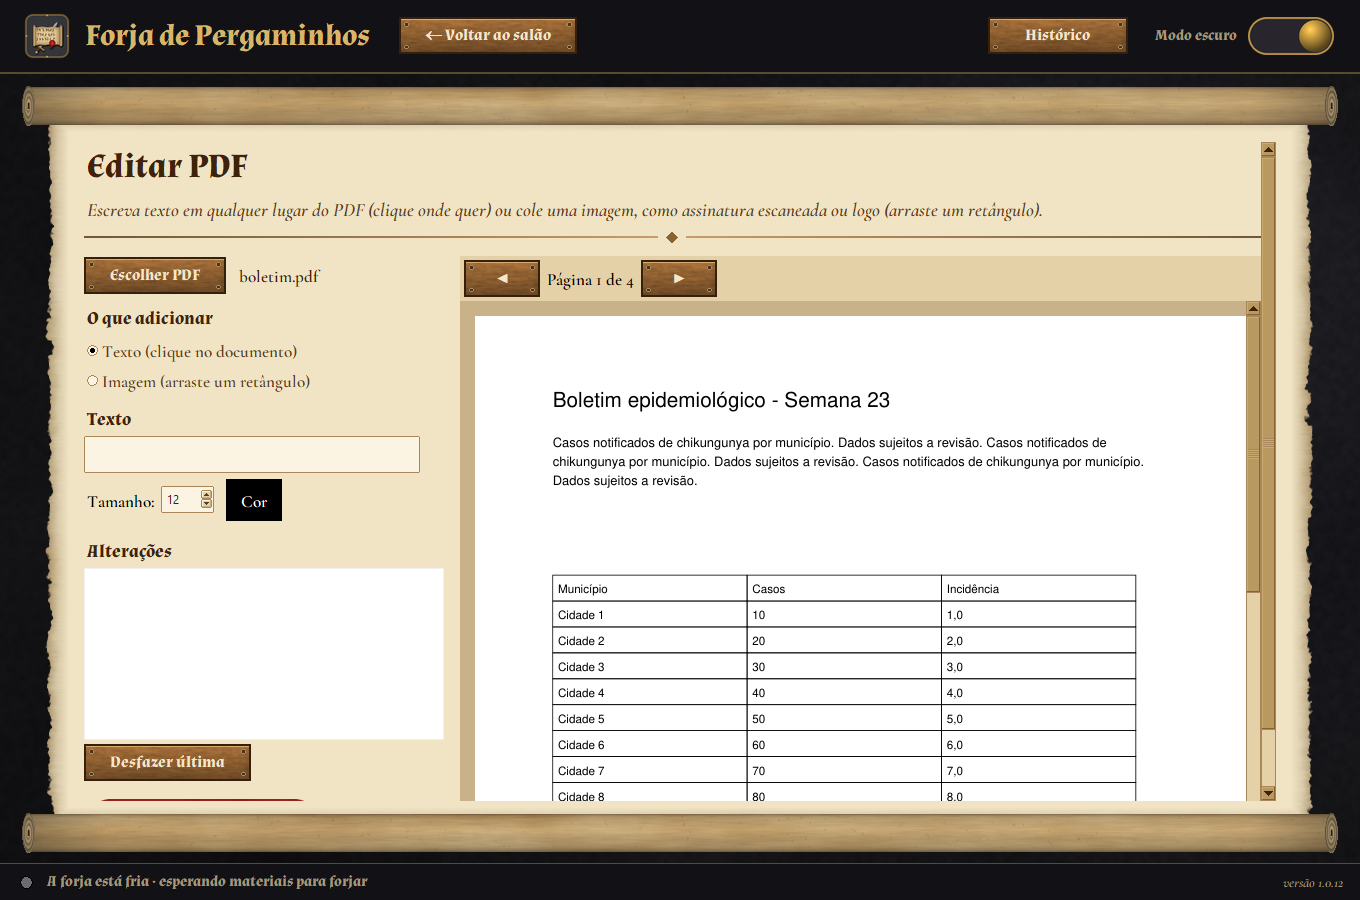 Forja de Pergaminhos
← Voltar ao salão
Histórico
Modo escuro
Editar PDF
Escreva texto em qualquer lugar do PDF (clique onde quer) ou cole uma imagem, como assinatura escaneada ou logo (arraste um retângulo).
Escolher PDF
boletim.pdf
O que adicionar
Texto (clique no documento)
Imagem (arraste um retângulo)
Texto
Tamanho: 12
Cor
Alterações
Desfazer última
◄ Página 1 de 4 ►
Boletim epidemiológico - Semana 23
Casos notificados de chikungunya por município. Dados sujeitos a revisão. Casos notificados de
chikungunya por município. Dados sujeitos a revisão. Casos notificados de chikungunya por município.
Dados sujeitos a revisão.
Município Casos Incidência
Cidade 1 10 1,0
Cidade 2 20 2,0
Cidade 3 30 3,0
Cidade 4 40 4,0
Cidade 5 50 5,0
Cidade 6 60 6,0
Cidade 7 70 7,0
Cidade 8 80 8,0
A forja está fria · esperando materiais para forjar
versão 1.0.12